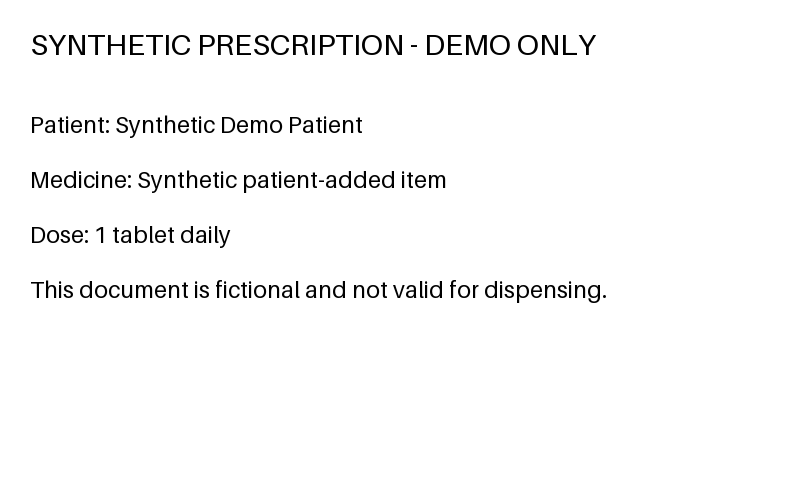 SYNTHETIC PRESCRIPTION - DEMO ONLY
Patient: Synthetic Demo Patient
Medicine: Synthetic patient-added item
Dose: 1 tablet daily
This document is fictional and not valid for dispensing.